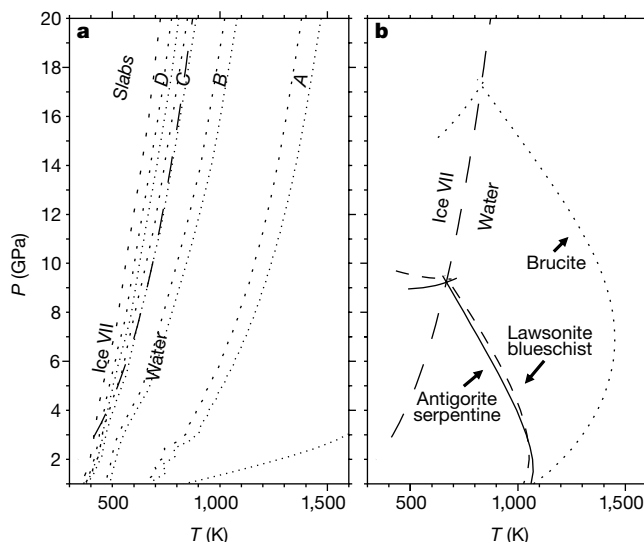 a
b
20
18
16
14
12
10
8
6
4
2
P (GPa)
Slabs
D
C
B
A
Ice VII
Water
500
1,000
1,500
T (K)
Ice VII
Water
Brucite
Lawsonite
blueschist
Antigorite
serpentine
500
1,000
1,500
T (K)